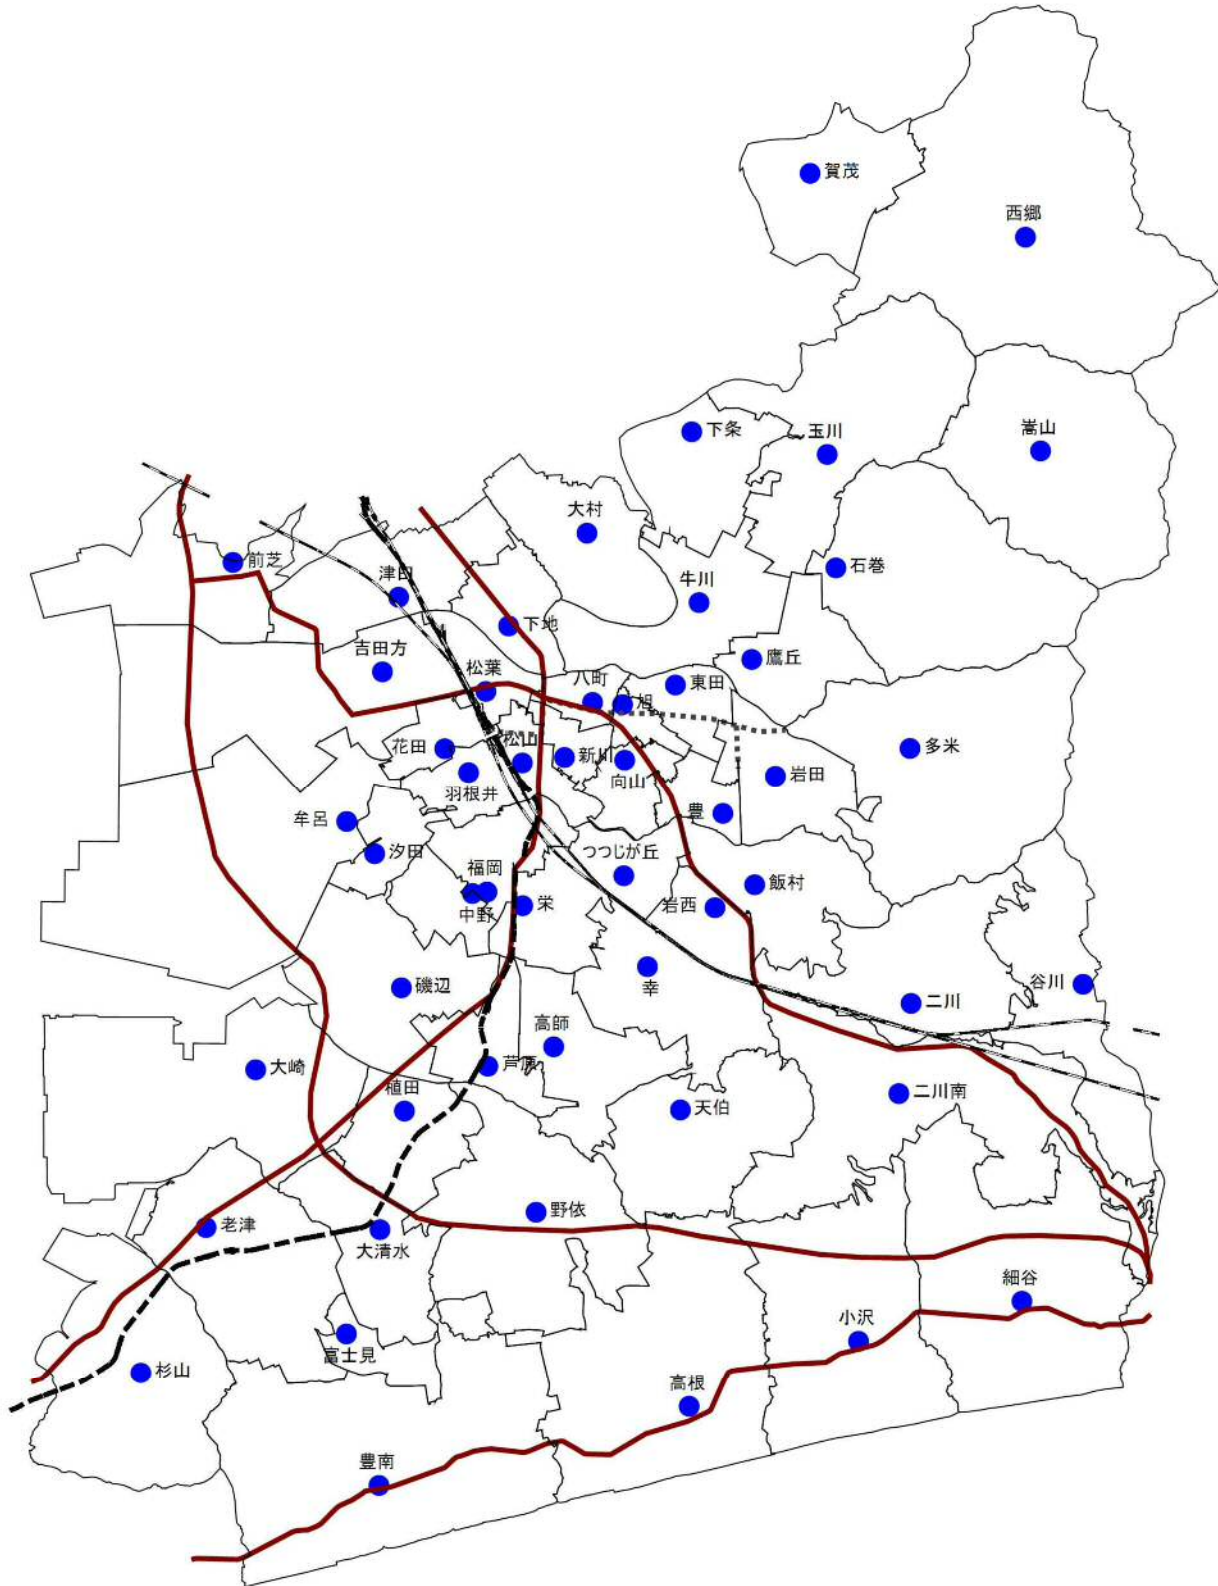 賀茂
西郷
下条
玉川
嵩山
大村
前芝
石巻
津田
牛川
下地
吉田方
鷹丘
松葉
八町
旭
東田
花田
松山
新川
多米
羽根井
向山
岩田
牟呂
豊
汐田
つつじが丘
福岡
飯村
中野
栄
岩西
磯辺
幸
谷川
二川
高師
大崎
芦原
植田
二川南
天伯
老津
野依
大清水
細谷
小沢
富士見
杉山
高根
豊南